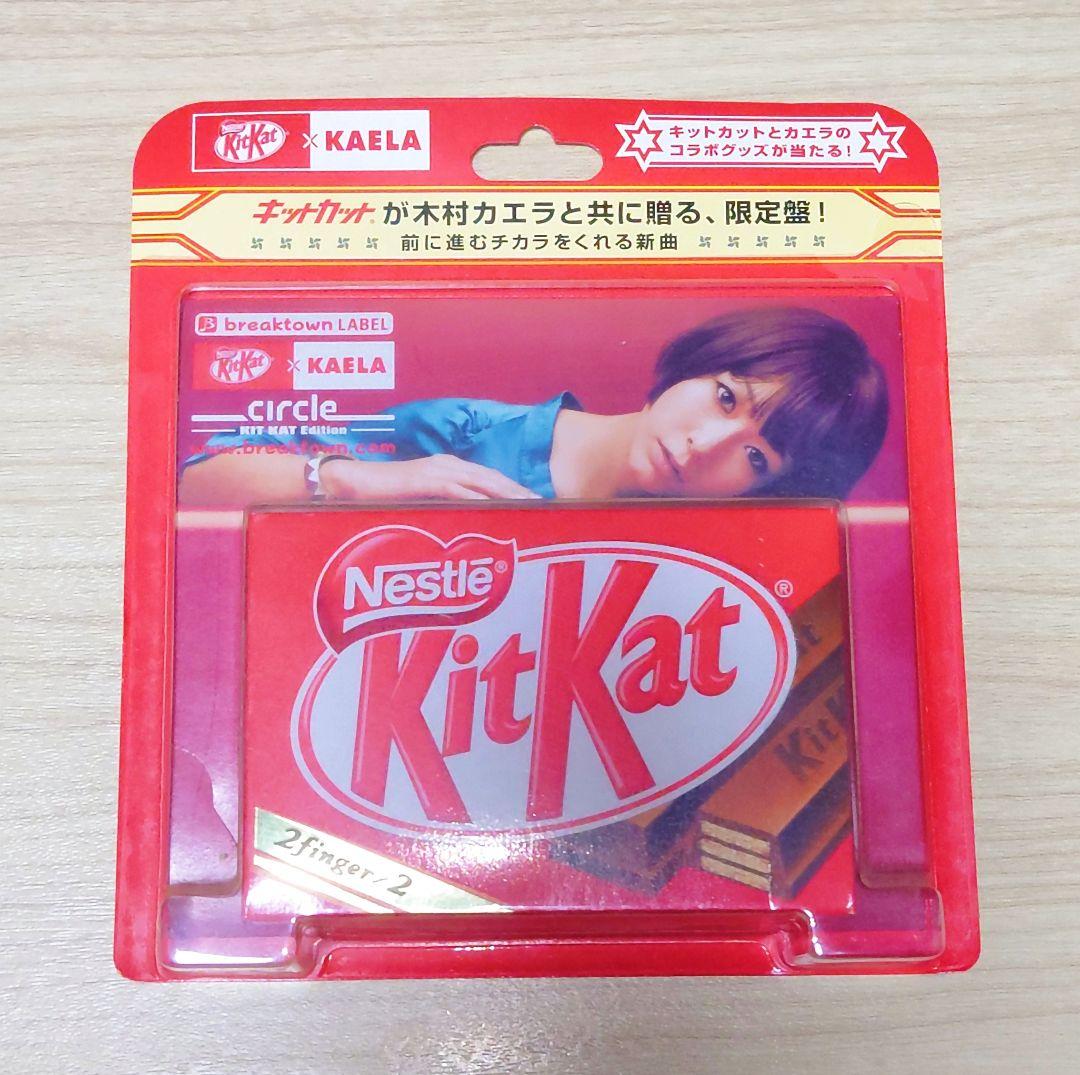 Nestlé KitKat × KAELA
キットカットとカエラの
コラボグッズが当たる!
キットカット® が木村カエラと共に贈る、限定盤!
前に進むチカラをくれる新曲
B breaktown LABEL
Nestlé KitKat × KAELA
circle
KIT KAT Edition
www.breaktown.com
Nestlé®
KitKat®
Kit
2finger/2